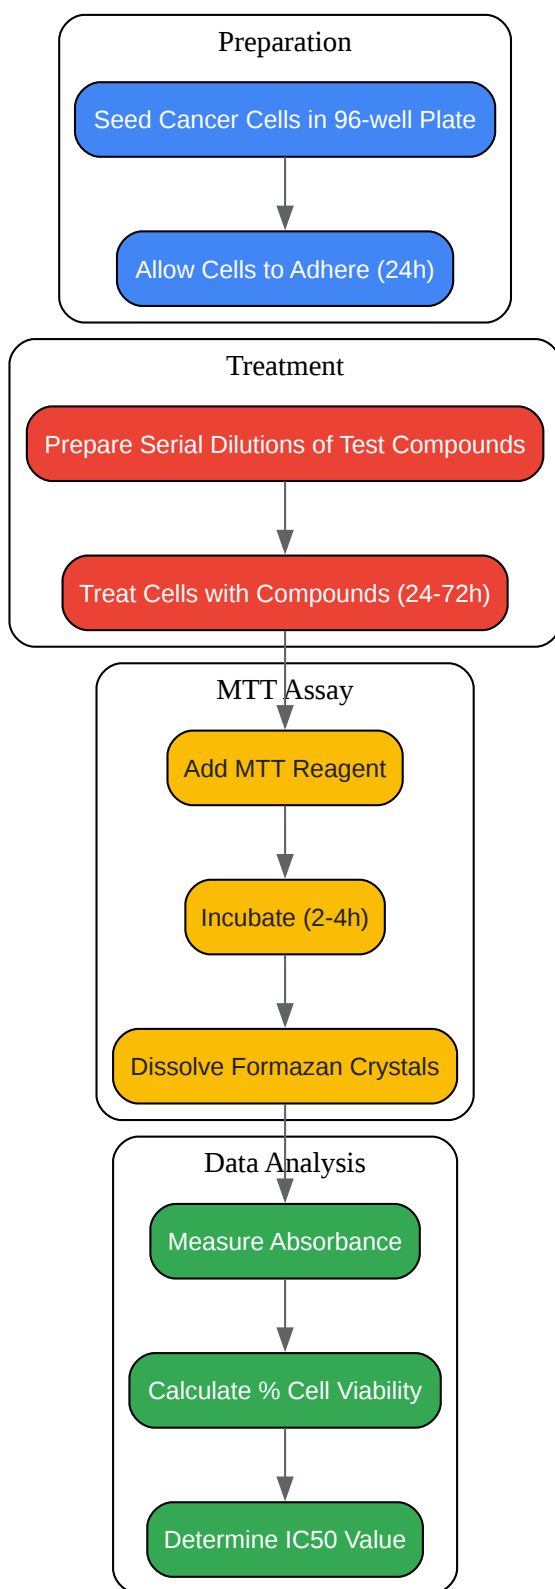 Preparation
Seed Cancer Cells in 96-well Plate
Allow Cells to Adhere (24h)
Treatment
Prepare Serial Dilutions of Test Compounds
Treat Cells with Compounds (24-72h)
MTT Assay
Add MTT Reagent
Incubate (2-4h)
Dissolve Formazan Crystals
Data Analysis
Measure Absorbance
Calculate % Cell Viability
Determine IC50 Value